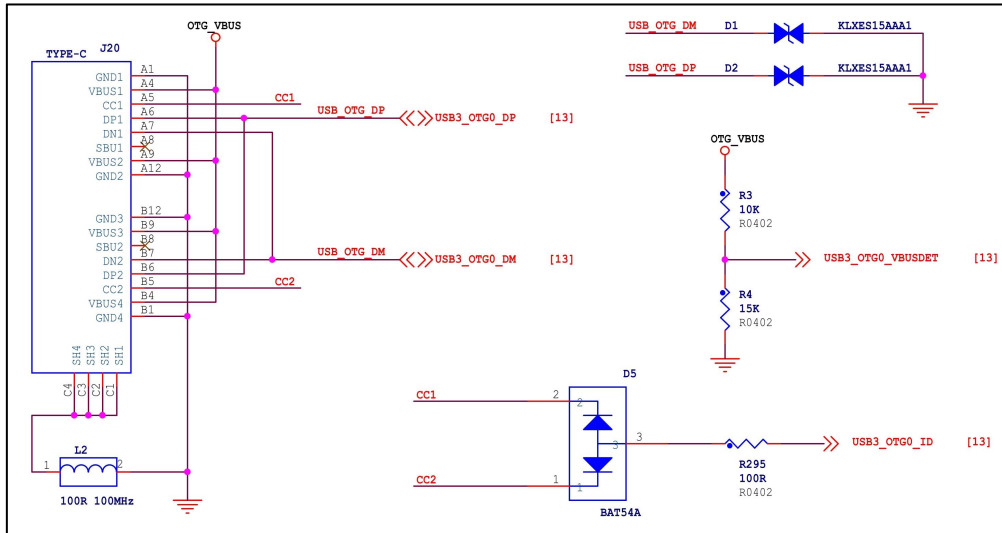 OTG_VBUS
TYPE-C J20
GND1 A1
VBUS1 A4
CC1 A5 CC1
DP1 A6 USB_OTG_DP USB3_OTG0_DP [13]
DN1 A7
SBU1 A8
VBUS2 A9
GND2 A12
GND3 B12
VBUS3 B9
SBU2 B8
DN2 B7 USB_OTG_DM USB3_OTG0_DM [13]
DP2 B6
CC2 B5 CC2
VBUS4 B4
GND4 B1
SH4 SH3 SH2 SH1
C4 C3 C2 C1
L2
1 2
100R 100MHz
USB_OTG_DM D1 KLXES15AAA1
USB_OTG_DP D2 KLXES15AAA1
OTG_VBUS
R3
10K
R0402
USB3_OTG0_VBUSDET [13]
R4
15K
R0402
D5
CC1 2 2
3 3 USB3_OTG0_ID [13]
CC2 1 1
R295
100R
R0402
BAT54A